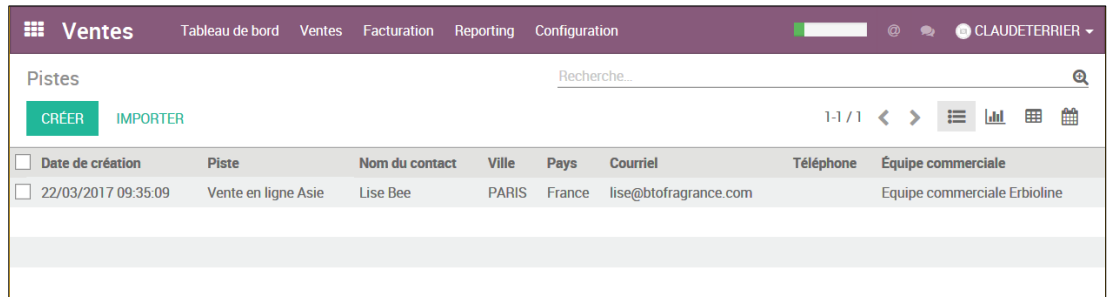 Ventes Tableau de bord Ventes Facturation Reporting Configuration @ CLAUDETERRIER
Pistes Recherche...
CRÉER IMPORTER 1-1 / 1
Date de création Piste Nom du contact Ville Pays Courriel Téléphone Équipe commerciale
22/03/2017 09:35:09 Vente en ligne Asie Lise Bee PARIS France lise@btofragrance.com Equipe commerciale Erbioline